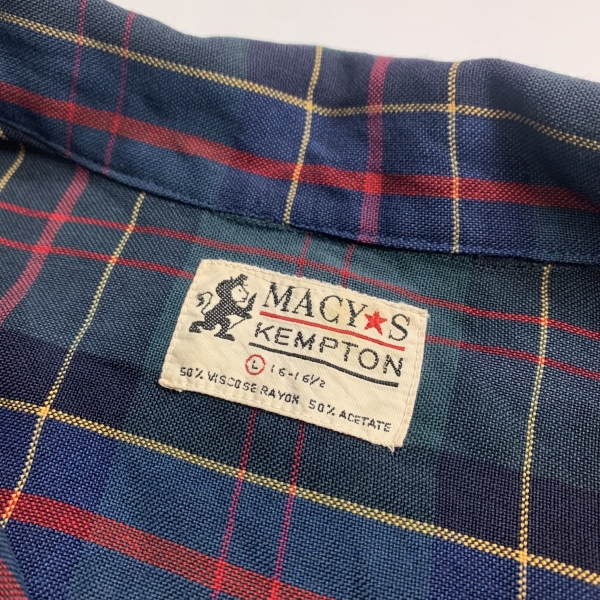 MACY★S
KEMPTON
L 16-16½
50% VISCOSE RAYON 50% ACETATE